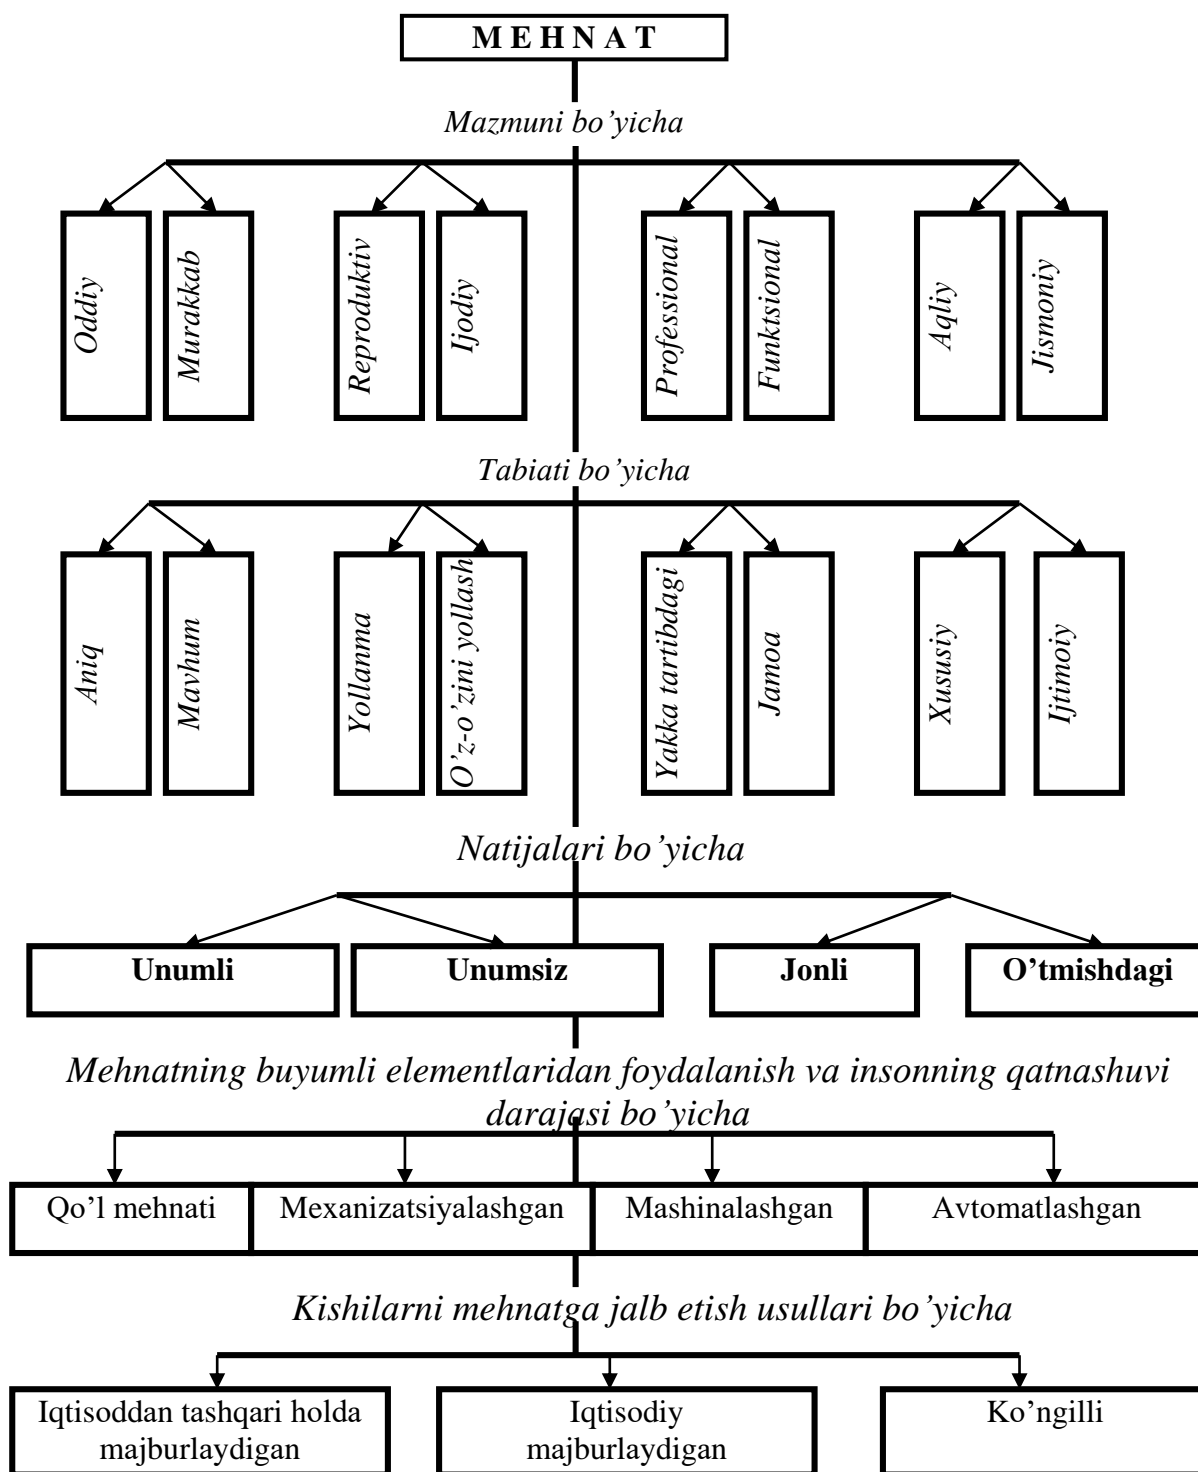 M E H N A T
Mazmuni bo’yicha
Oddiy
Murakkab
Reproduktiv
Ijodiy
Professional
Funktsional
Aqliy
Jismoniy
Tabiati bo’yicha
Aniq
Mavhum
Yollanma
O’z-o’zini yollash
Yakka tartibdagi
Jamoa
Xususiy
Ijtimoiy
Natijalari bo’yicha
Unumli
Unumsiz
Jonli
O’tmishdagi
Mehnatning buyumli elementlaridan foydalanish va insonning qatnashuvi
darajasi bo’yicha
Qo’l mehnati
Mexanizatsiyalashgan
Mashinalashgan
Avtomatlashgan
Kishilarni mehnatga jalb etish usullari bo’yicha
Iqtisoddan tashqari holda
majburlaydigan
Iqtisodiy
majburlaydigan
Ko’ngilli